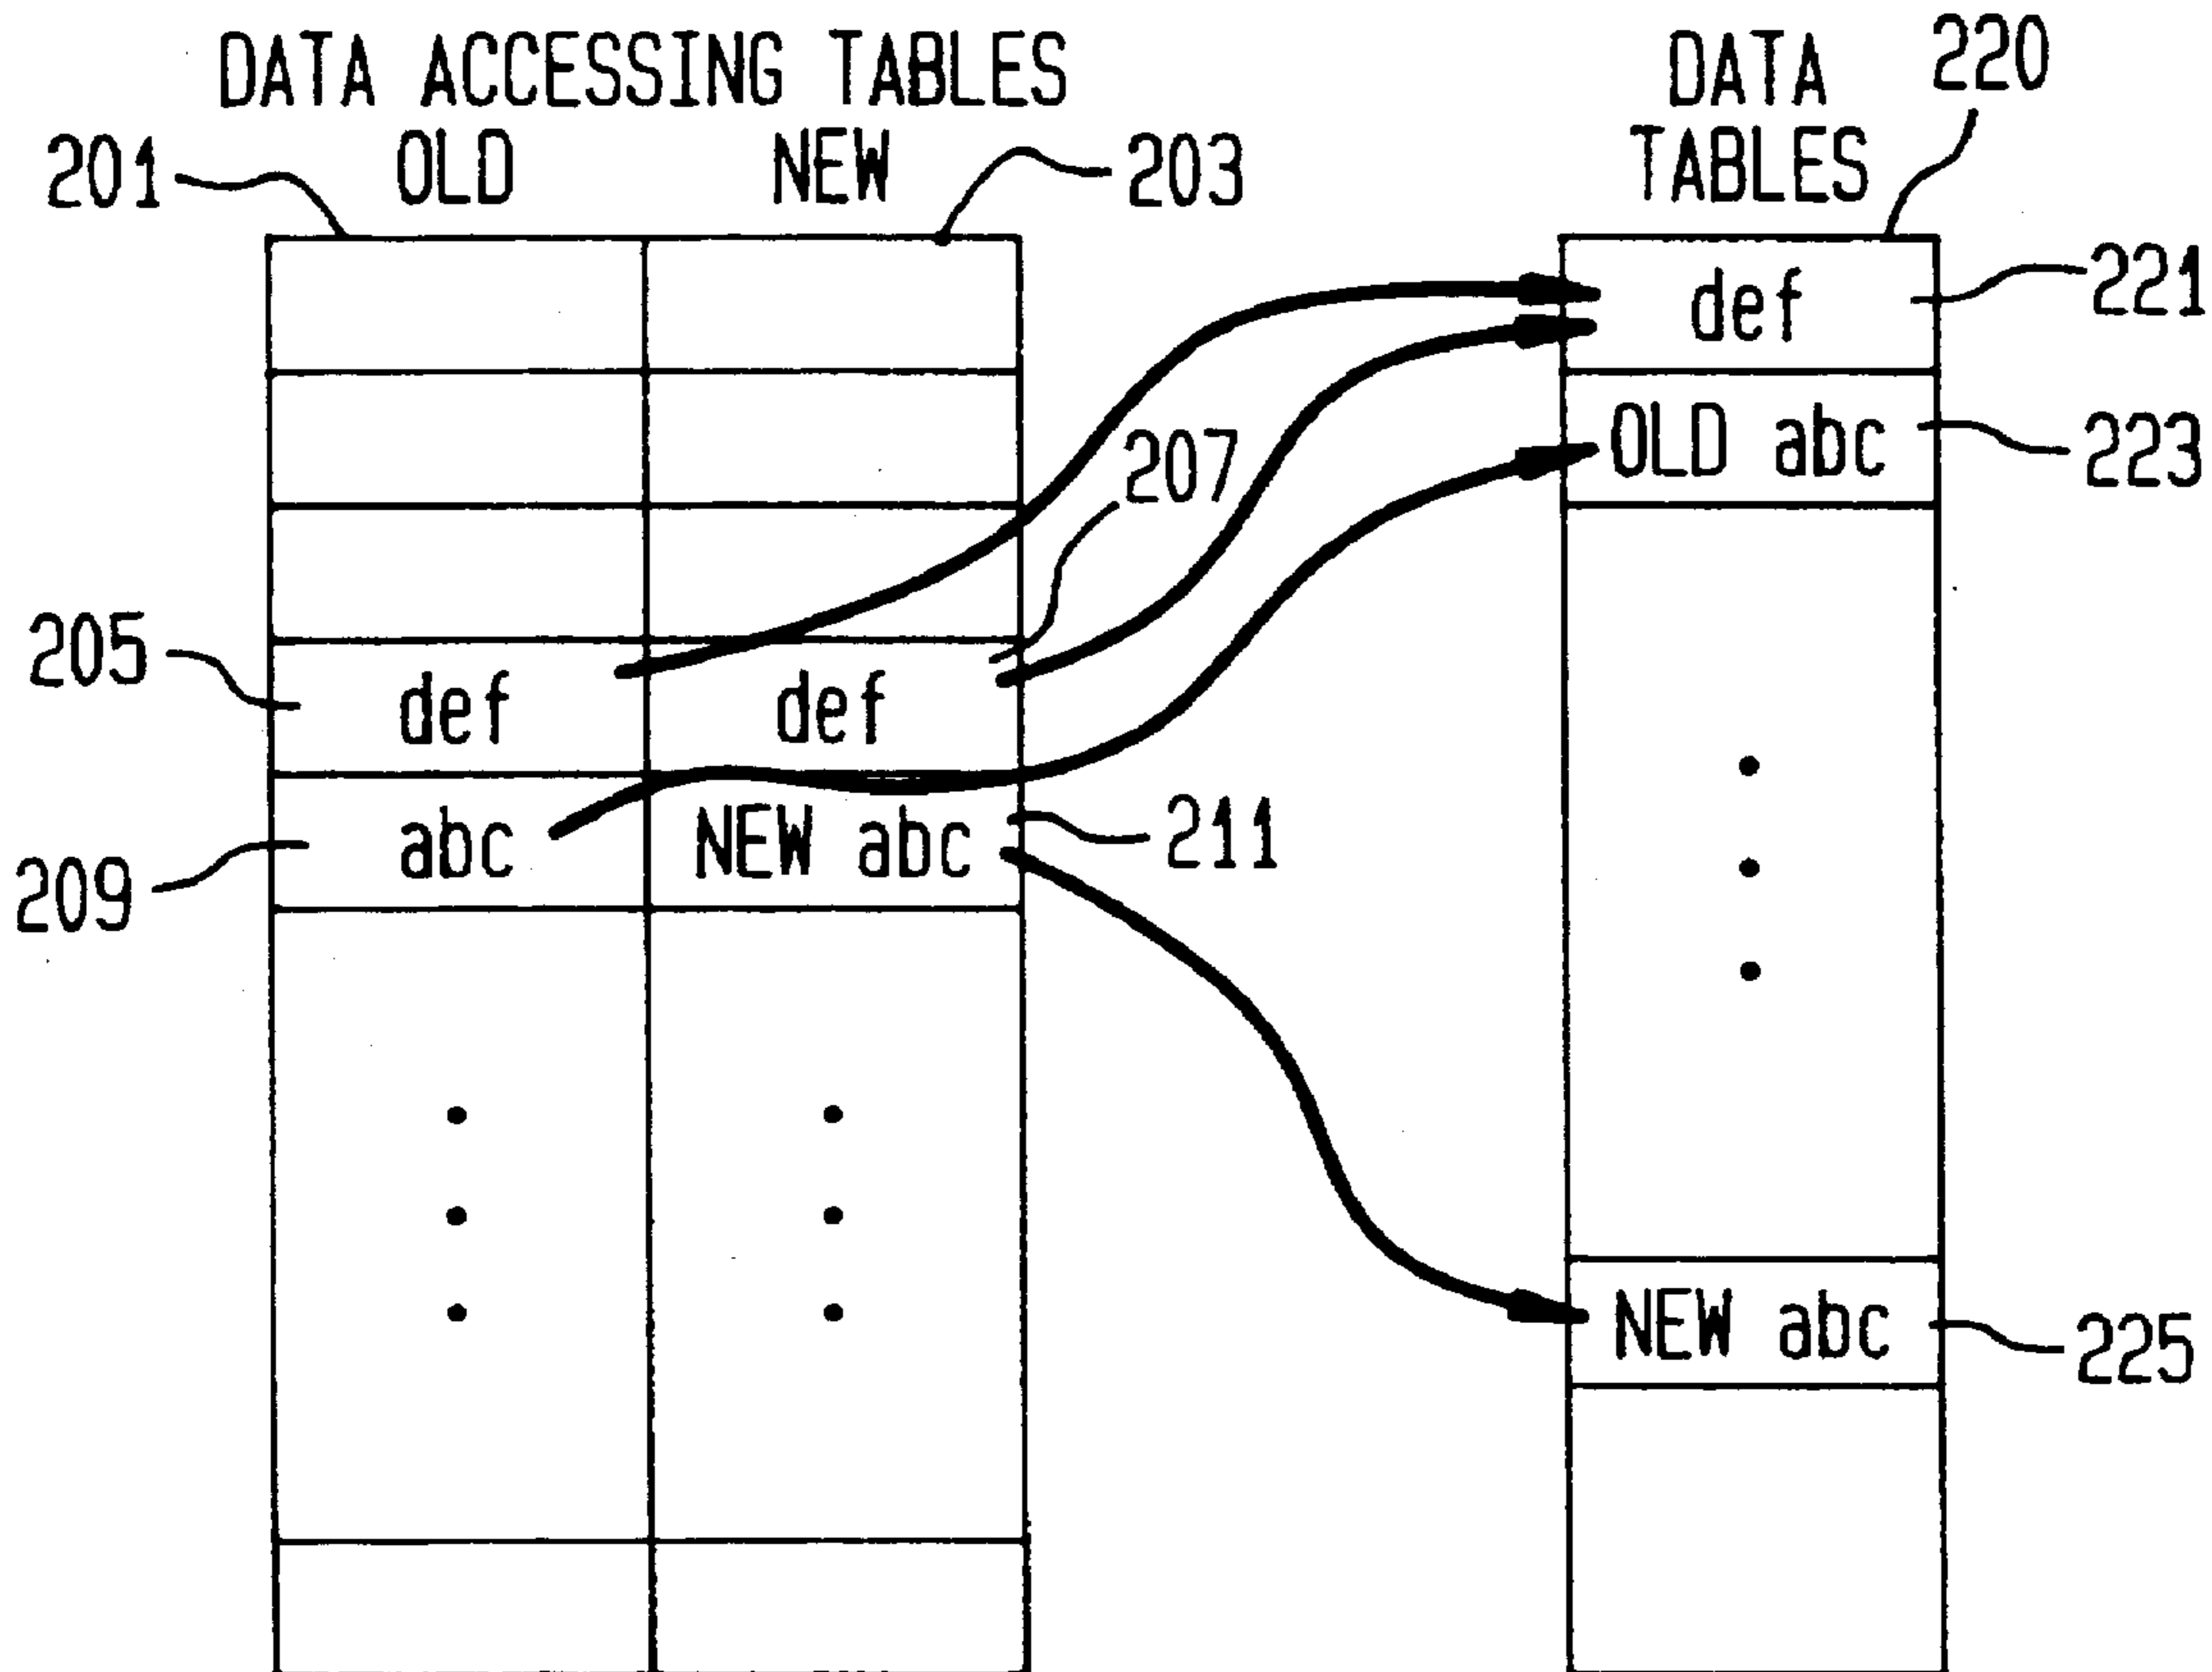 DATA ACCESSING TABLES
OLD NEW
201
203
DATA
TABLES
220
def
221
OLD abc
223
207
205
def def
209
abc NEW abc
211
NEW abc
225